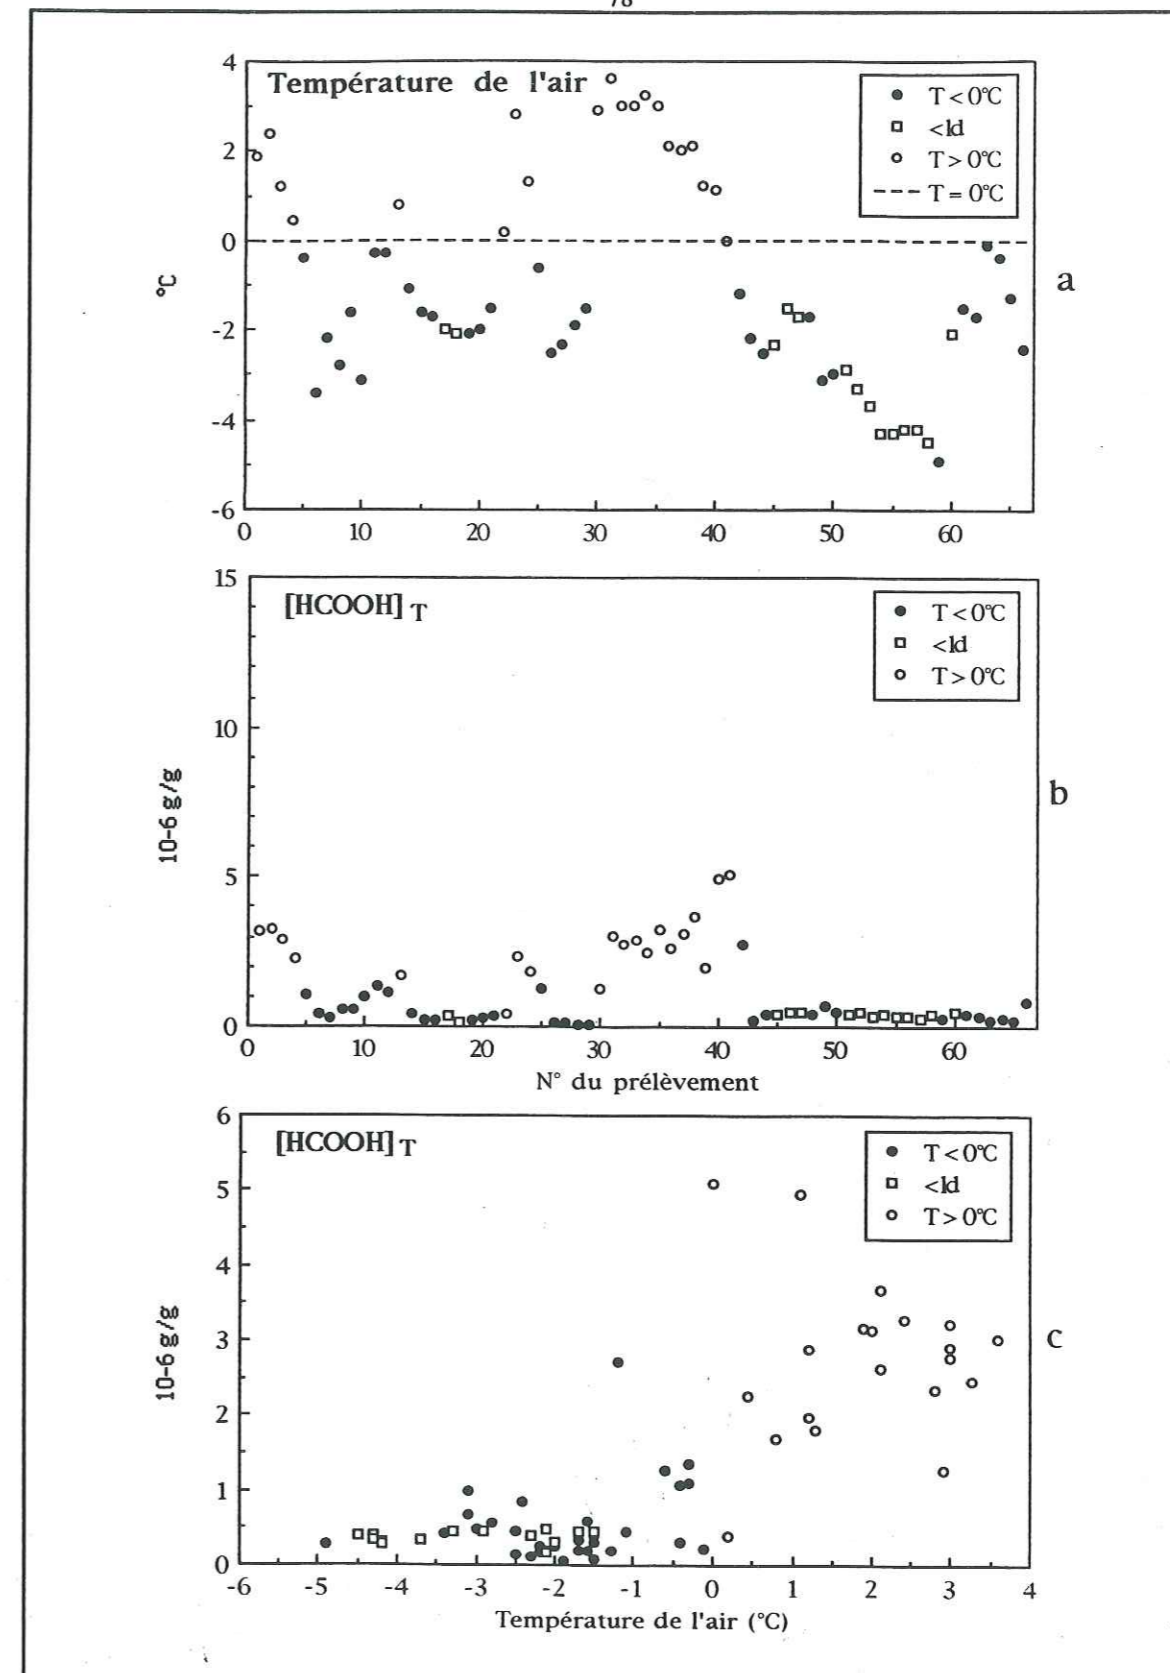 78
Température de l'air
T < 0°C
<ld
T > 0°C
T = 0°C
4
2
0
-2
-4
-6
°C
a
0 10 20 30 40 50 60
15
[HCOOH] T
T < 0°C
<ld
T > 0°C
10
5
0
10-6 g/g
b
0 10 20 30 40 50 60
N° du prélèvement
6
[HCOOH] T
T < 0°C
<ld
T > 0°C
5
4
3
2
1
0
10-6 g/g
c
-6 -5 -4 -3 -2 -1 0 1 2 3 4
Température de l'air (°C)